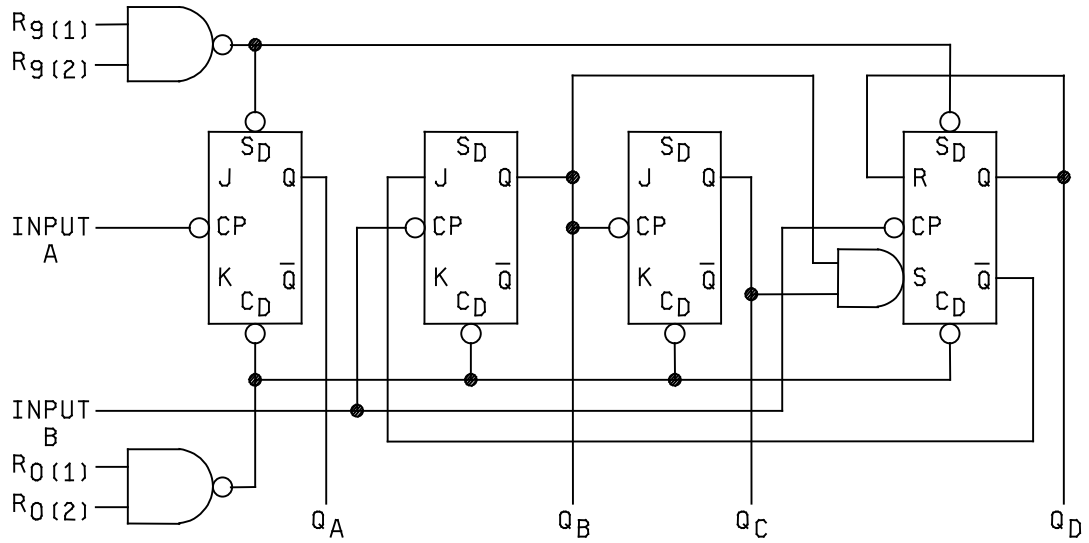 R9(1)
R9(2)
SD SD SD SD
J Q J Q J Q R Q
INPUT A CP CP CP CP
K Q̅ K Q̅ K Q̅ S Q̅
CD CD CD CD
INPUT B
R0(1)
R0(2)
QA QB QC QD